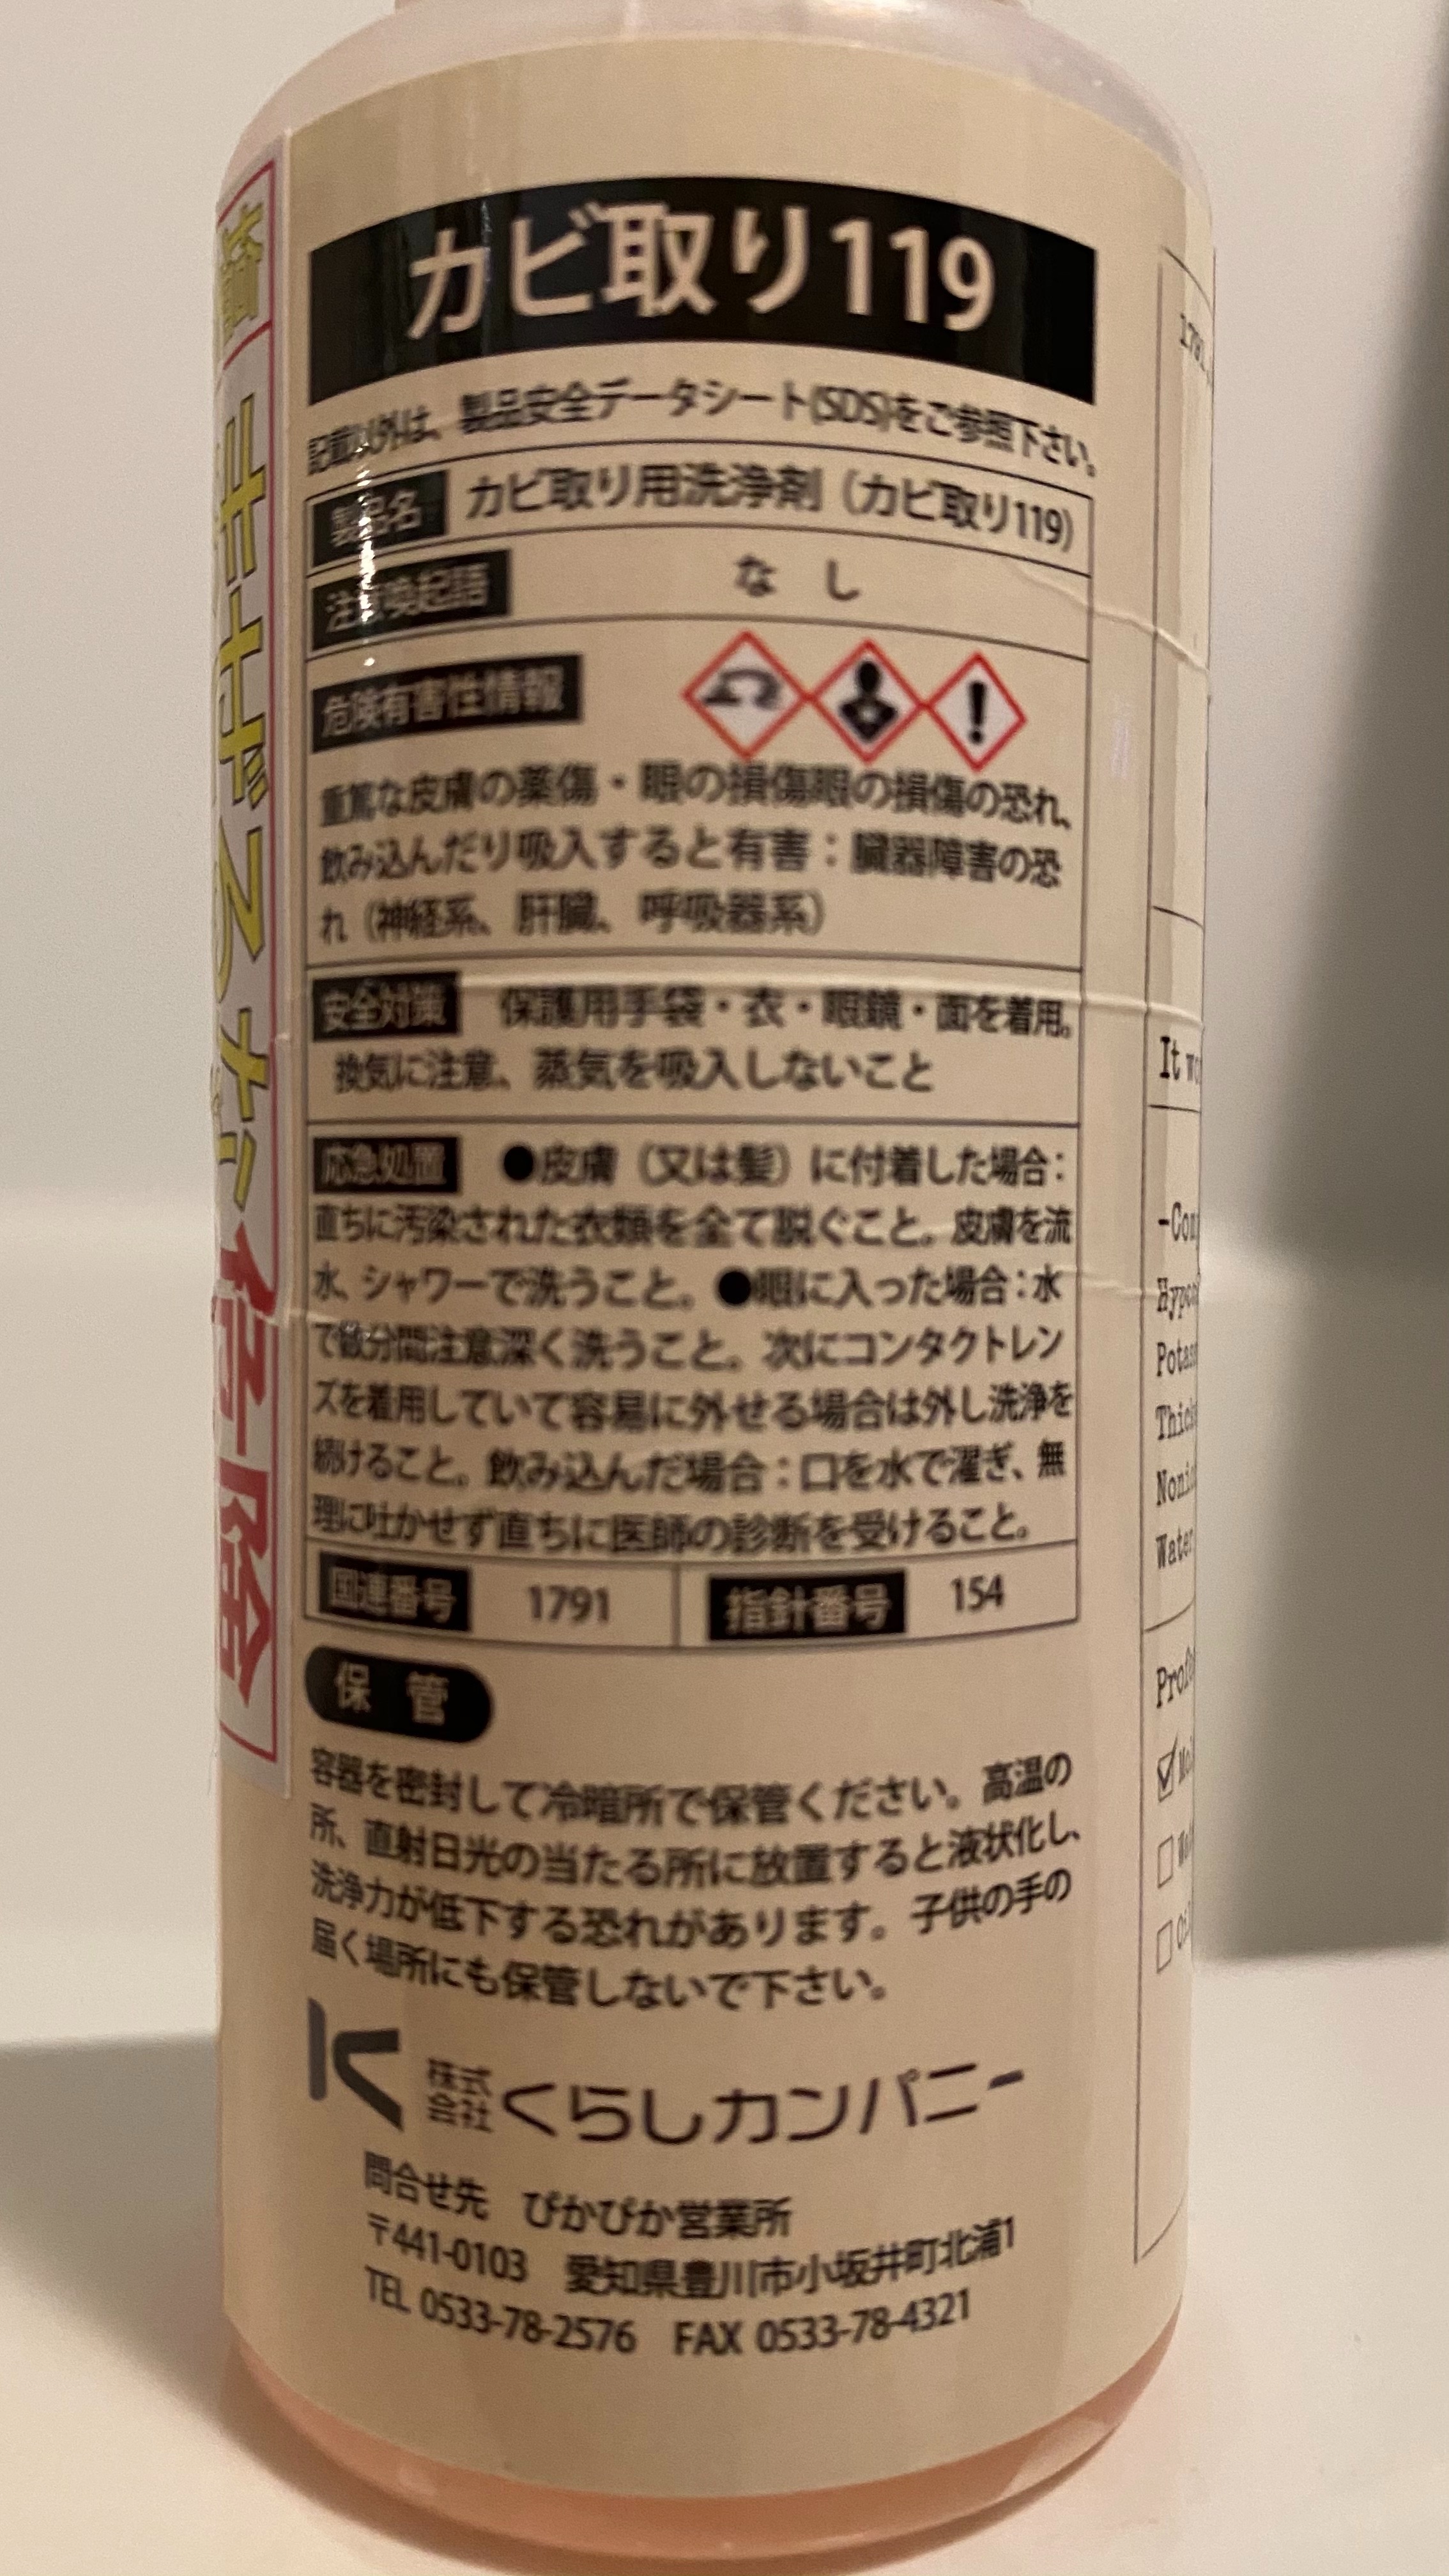 カビ取り119
記載以外は、製品安全データシート(SDS)をご参照下さい。
製品名 カビ取り用洗浄剤（カビ取り119）
注意喚起語 なし
危険有害性情報
重篤な皮膚の薬傷・眼の損傷眼の損傷の恐れ、
飲み込んだり吸入すると有害：臓器障害の恐
れ（神経系、肝臓、呼吸器系）
安全対策 保護用手袋・衣・眼鏡・面を着用。
換気に注意、蒸気を吸入しないこと
応急処置 ●皮膚（又は髪）に付着した場合：
直ちに汚染された衣類を全て脱ぐこと。皮膚を流
水、シャワーで洗うこと。●眼に入った場合：水
で数分間注意深く洗うこと。次にコンタクトレン
ズを着用していて容易に外せる場合は外し洗浄を
続けること。飲み込んだ場合：口を水で濯ぎ、無
理に吐かせず直ちに医師の診断を受けること。
国連番号 1791 指針番号 154
保管
容器を密封して冷暗所で保管ください。高温の
所、直射日光の当たる所に放置すると液状化し、
洗浄力が低下する恐れがあります。子供の手の
届く場所にも保管しないで下さい。
株式会社くらしカンパニー
問合せ先 ぴかぴか営業所
〒441-0103 愛知県豊川市小坂井町北浦1
TEL 0533-78-2576 FAX 0533-78-4321
It
Water